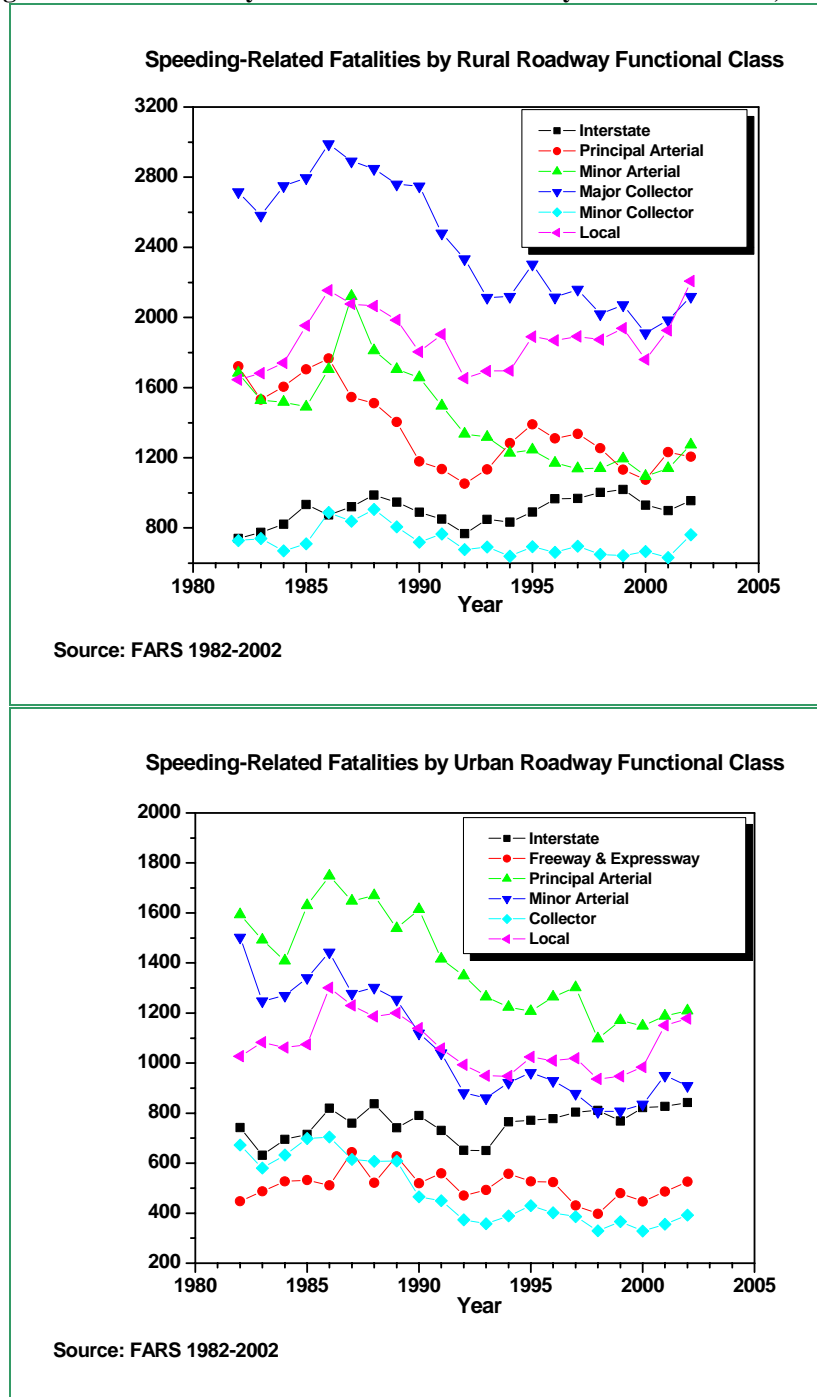 Speeding-Related Fatalities by Rural Roadway Functional Class
3200
2800
2400
2000
1600
1200
800
Interstate
Principal Arterial
Minor Arterial
Major Collector
Minor Collector
Local
1980 1985 1990 1995 2000 2005
Year
Source: FARS 1982-2002
Speeding-Related Fatalities by Urban Roadway Functional Class
2000
1800
1600
1400
1200
1000
800
600
400
200
Interstate
Freeway & Expressway
Principal Arterial
Minor Arterial
Collector
Local
1980 1985 1990 1995 2000 2005
Year
Source: FARS 1982-2002